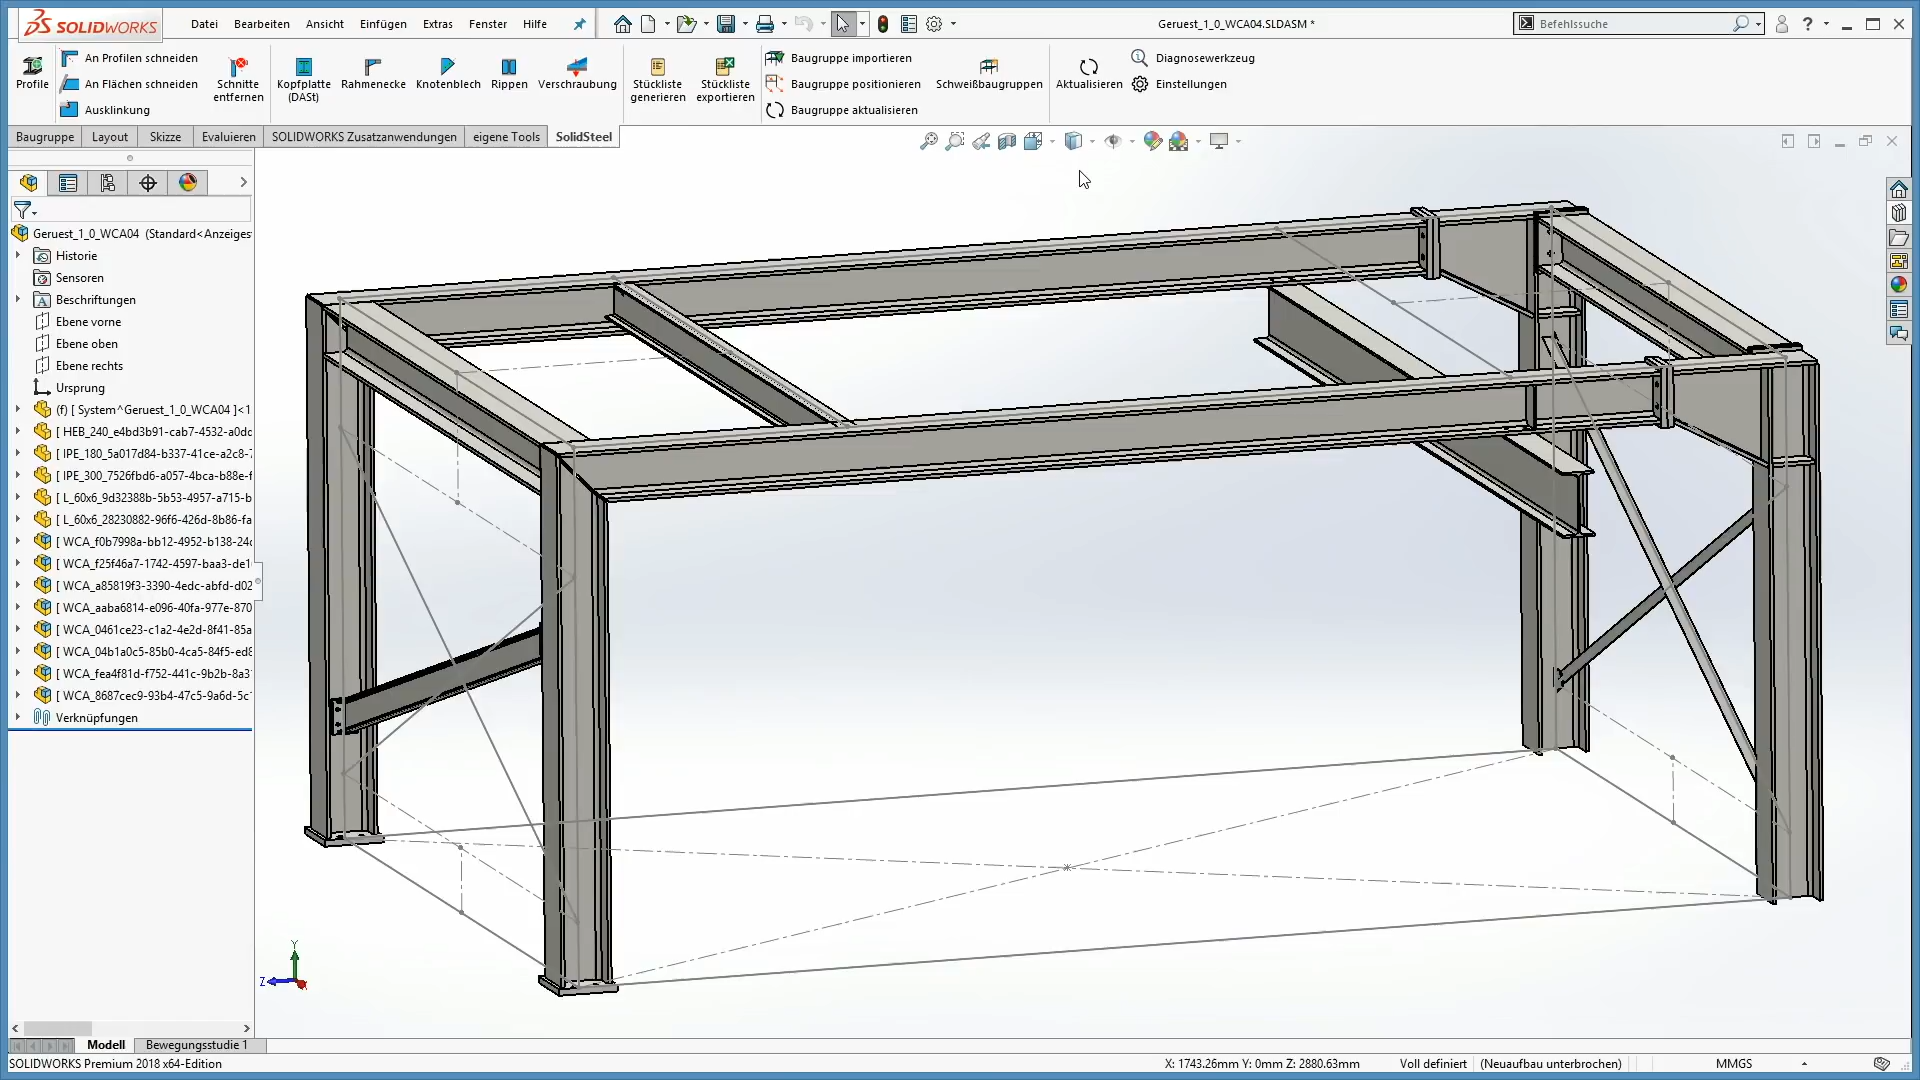 SOLIDWORKS
Datei Bearbeiten Ansicht Einfügen Extras Fenster Hilfe
Geruest_1_0_WCA04.SLDASM *
Befehlssuche
Profile
An Profilen schneiden
An Flächen schneiden
Ausklinkung
Schnitte entfernen
Kopfplatte (DASt)
Rahmenecke
Knotenblech
Rippen
Verschraubung
Stückliste generieren
Stückliste exportieren
Baugruppe importieren
Baugruppe positionieren
Baugruppe aktualisieren
Schweißbaugruppen
Aktualisieren
Diagnosewerkzeug
Einstellungen
Baugruppe Layout Skizze Evaluieren SOLIDWORKS Zusatzanwendungen eigene Tools SolidSteel
Geruest_1_0_WCA04 (Standard<Anzeiges
Historie
Sensoren
Beschriftungen
Ebene vorne
Ebene oben
Ebene rechts
Ursprung
(f) [ System^Geruest_1_0_WCA04 ]<1
[ HEB_240_e4bd3b91-cab7-4532-a0dc
[ IPE_180_5a017d84-b337-41ce-a2c8-7
[ IPE_300_7526fbd6-a057-4bca-b88e-f
[ L_60x6_9d32388b-5b53-4957-a715-b
[ L_60x6_28230882-96f6-426d-8b86-fa
[ WCA_f0b7998a-bb12-4952-b138-24c
[ WCA_f25f46a7-1742-4597-baa3-de1
[ WCA_a85819f3-3390-4edc-abfd-d02
[ WCA_aaba6814-e096-40fa-977e-870
[ WCA_0461ce23-c1a2-4e2d-8f41-85a
[ WCA_04b1a0c5-85b0-4ca5-84f5-ed8
[ WCA_fea4f81d-f752-441c-9b2b-8a3
[ WCA_8687cec9-93b4-47c5-9a6d-5c
Verknüpfungen
Y
Z
Modell Bewegungsstudie 1
SOLIDWORKS Premium 2018 x64-Edition
X: 1743.26mm Y: 0mm Z: 2880.63mm Voll definiert (Neuaufbau unterbrochen) MMGS